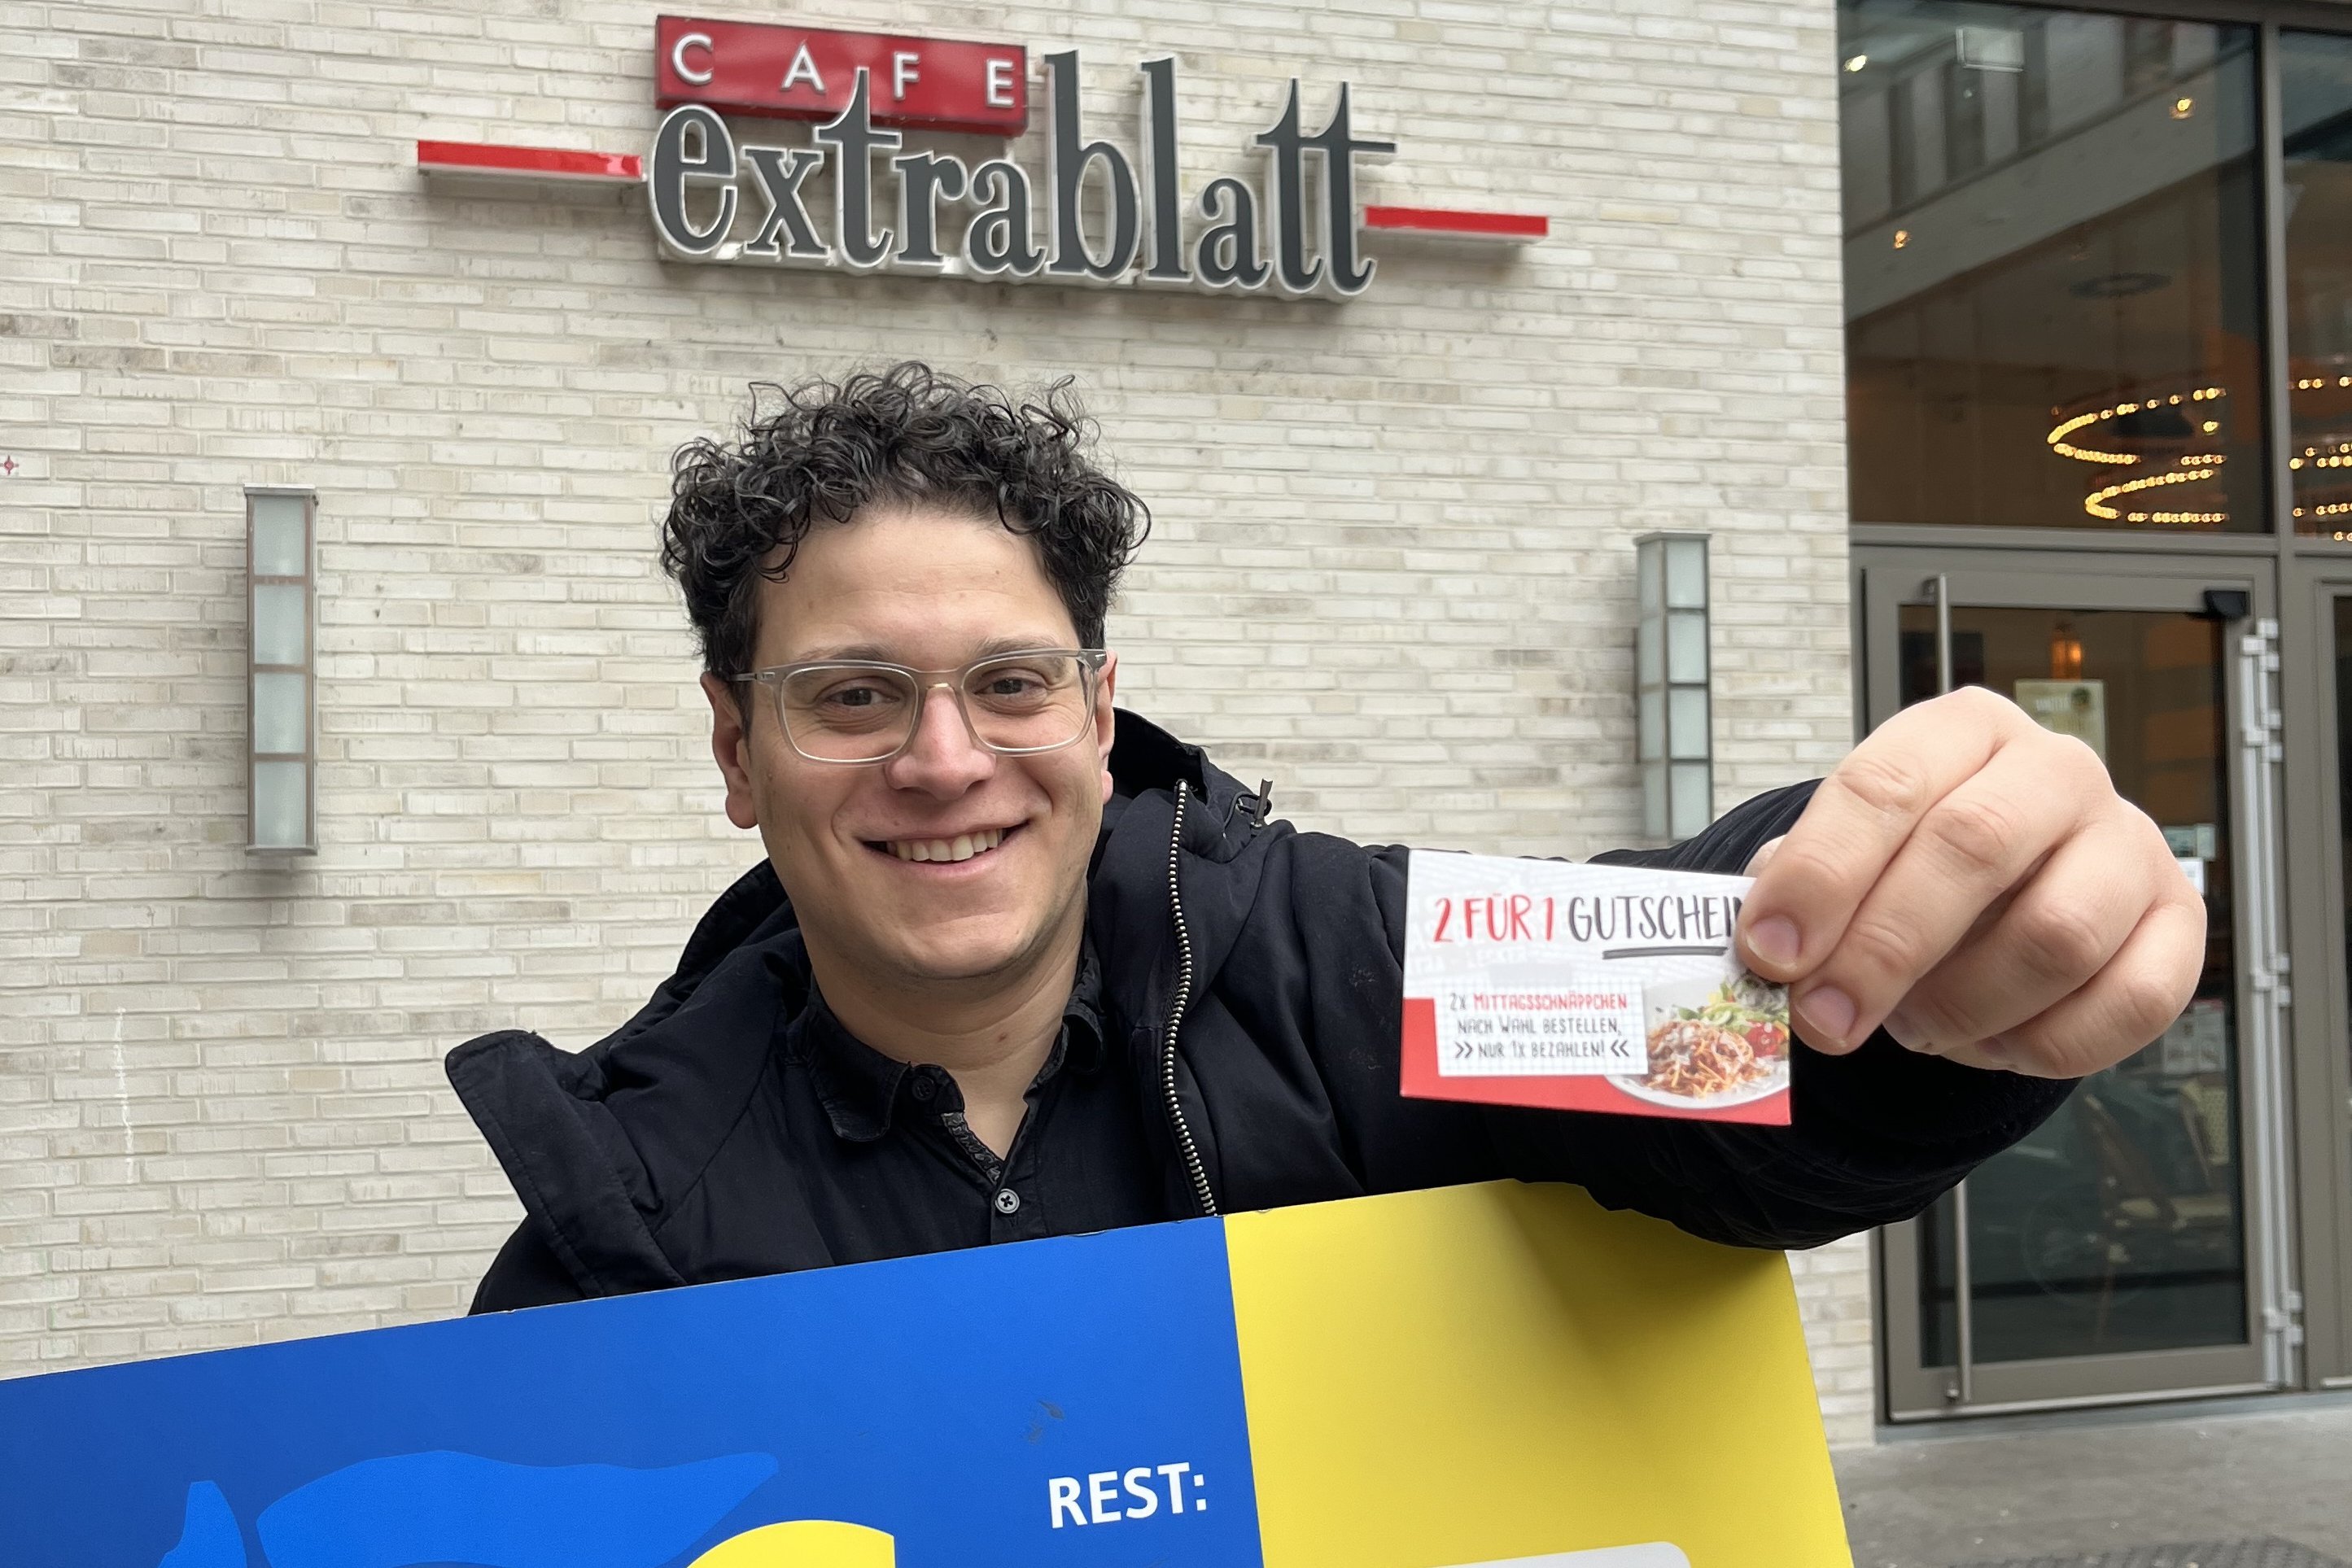 CAFE
extrablatt
2 FÜR 1 GUTSCHEIN
2X MITTAGSSCHNÄPPCHEN
NACH WAHL BESTELLEN,
>> NUR 1X BEZAHLEN! <<
REST: